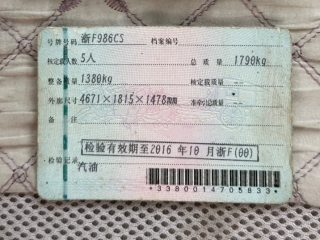 号牌号码 浙F986CS 档案编号
核定载人数 5人 总质量 1790kg
整备质量 1380kg 核定载质量 --
外廓尺寸 4671×1815×1478mm 准牵引总质量 --
备注
检验有效期至2016年10月浙F(00)
检验记录
汽油
*3380014705833*